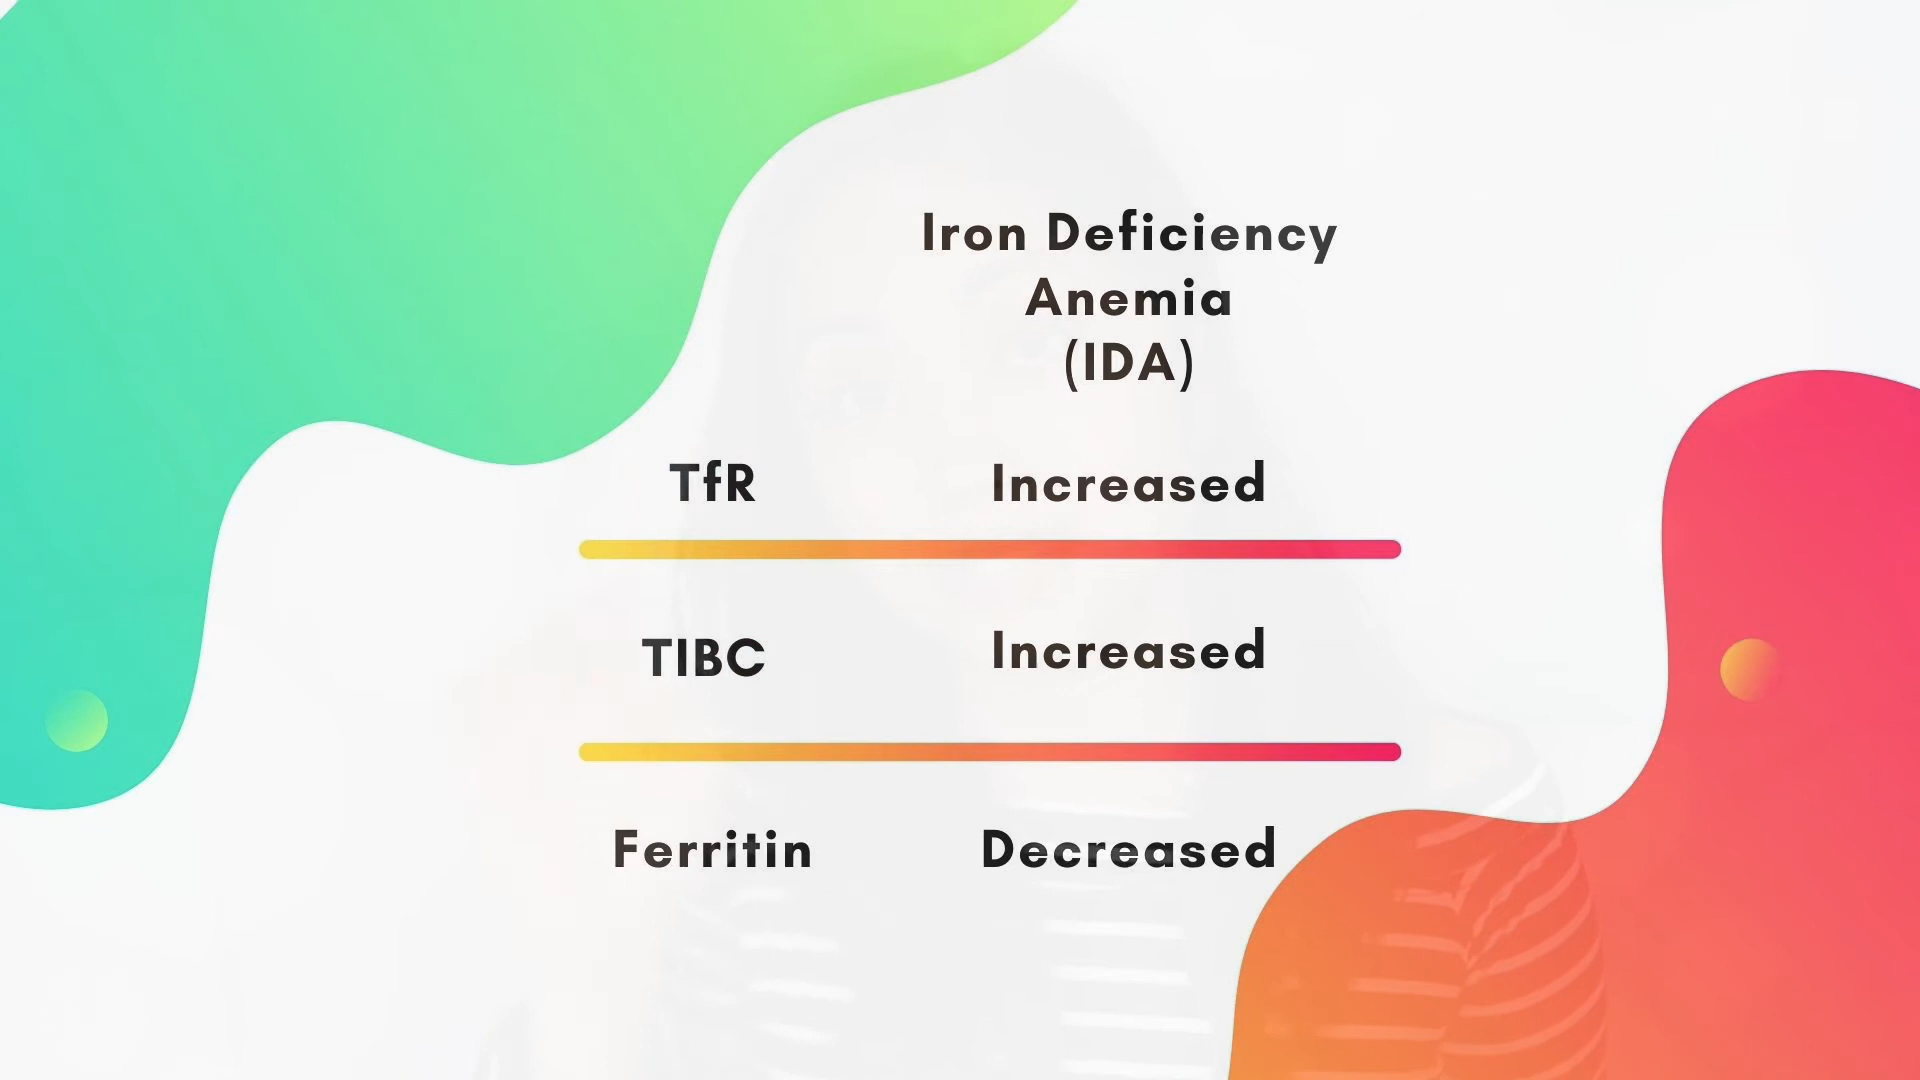 Iron Deficiency
Anemia
(IDA)
TfR Increased
TIBC Increased
Ferritin Decreased